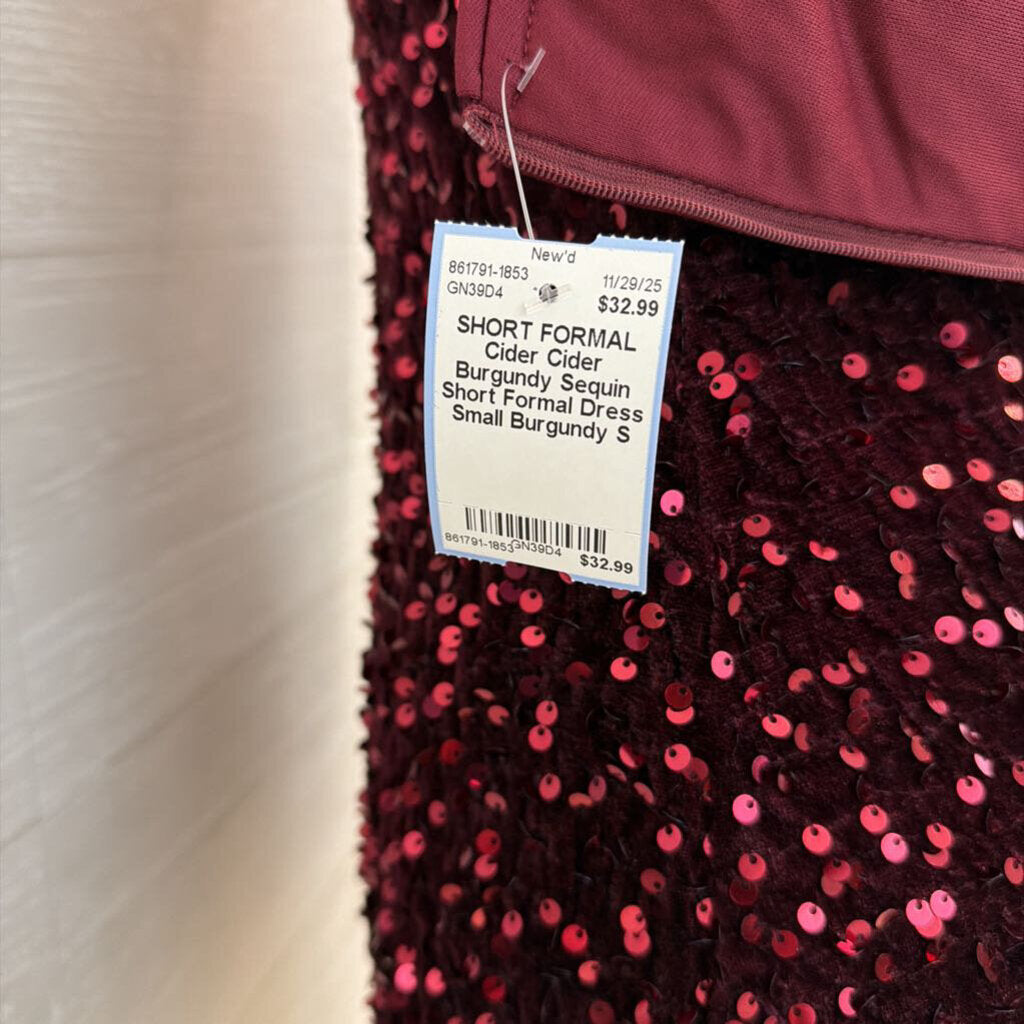 New'd
861791-1853 11/29/25
GN39D4 $32.99
SHORT FORMAL
Cider Cider
Burgundy Sequin
Short Formal Dress
Small Burgundy S
861791-1853 GN39D4 $32.99